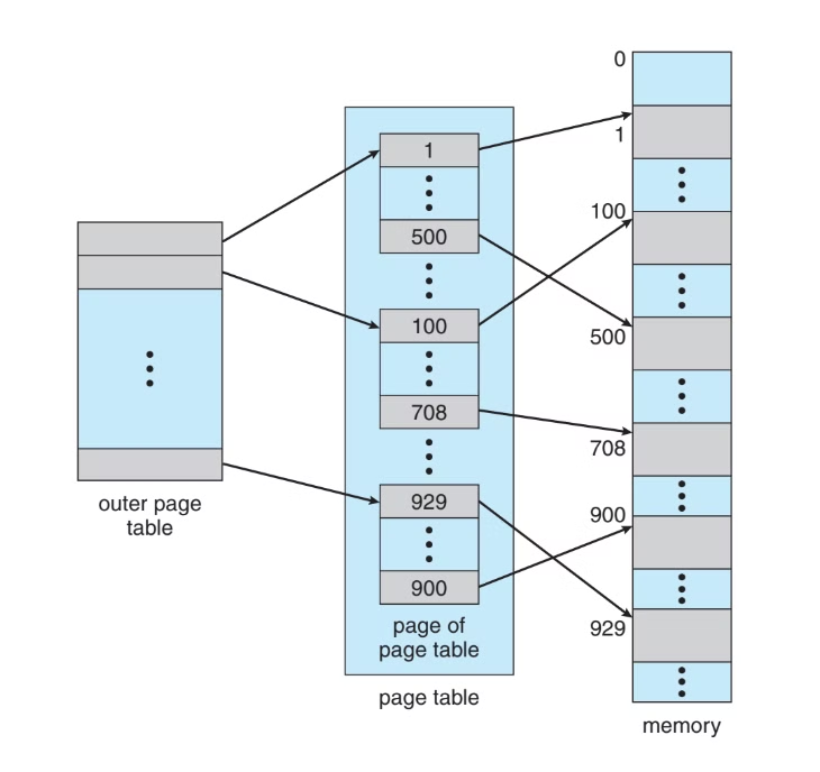 outer page
table
1
500
100
708
929
900
page of
page table
page table
0
1
100
500
708
900
929
memory